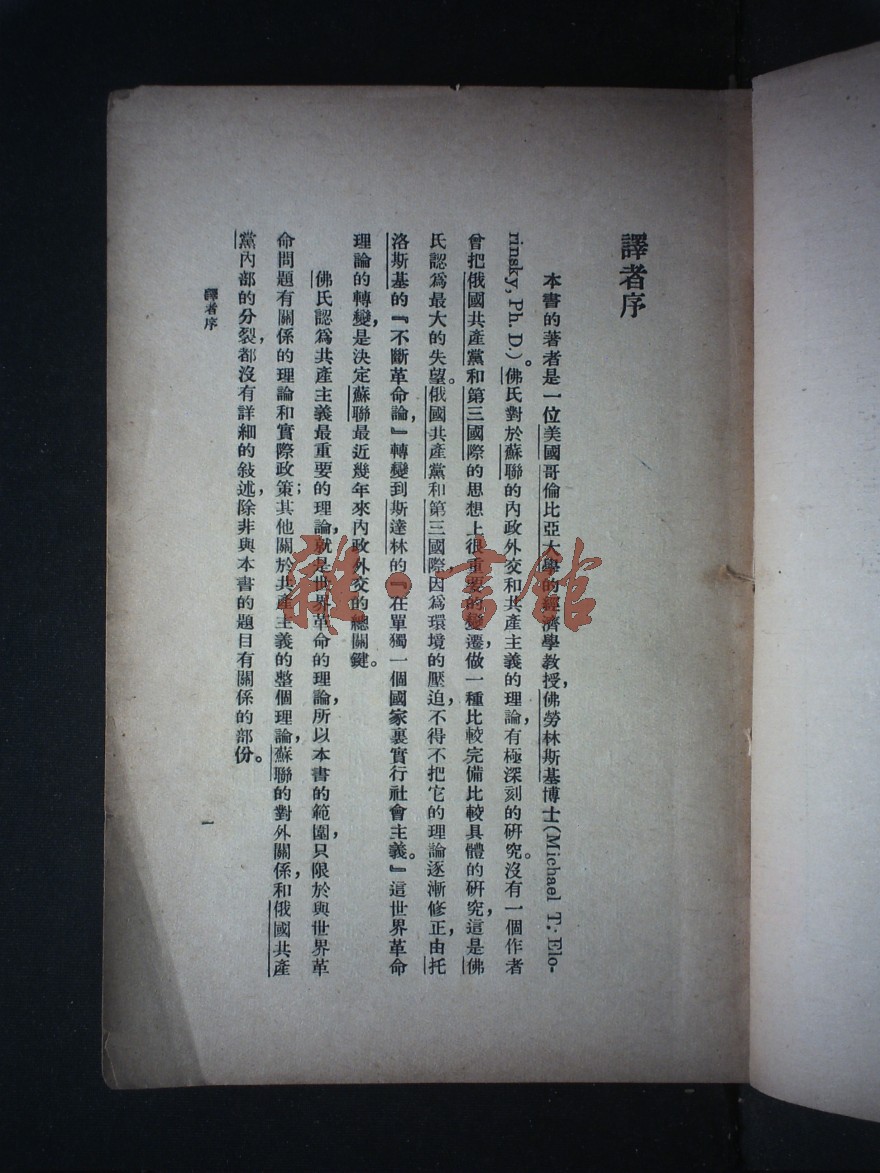 譯者序
本書的著者是一位美國哥倫比亞大學的經濟學教授,佛勞林斯基博士(Michael T. Flo-
rinsky, Ph. D.)。佛氏對於蘇聯的內政外交和共產主義的理論,有極深刻的研究。沒有一個作者
曾把俄國共產黨和第三國際的思想上很重要的變遷,做一種比較完備比較具體的研究,這是佛
氏認爲最大的失望。俄國共產黨和第三國際,因爲環境的壓迫,不得不把它的理論逐漸修正,由托
洛斯基的『不斷革命論,』轉變到斯達林的『在單獨一個國家裏實行社會主義。』這世界革命
理論的轉變,是決定蘇聯最近幾年來內政外交的總關鍵。
佛氏認爲共產主義最重要的理論,就是世界革命的理論,所以本書的範圍,只限於與世界革
命問題有關係的理論和實際政策;其他關於共產主義的整個理論,蘇聯的對外關係,和俄國共產
黨內部的分裂,都沒有詳細的敍述,除非與本書的題目有關係的部份。
譯者序
一
雜·書館